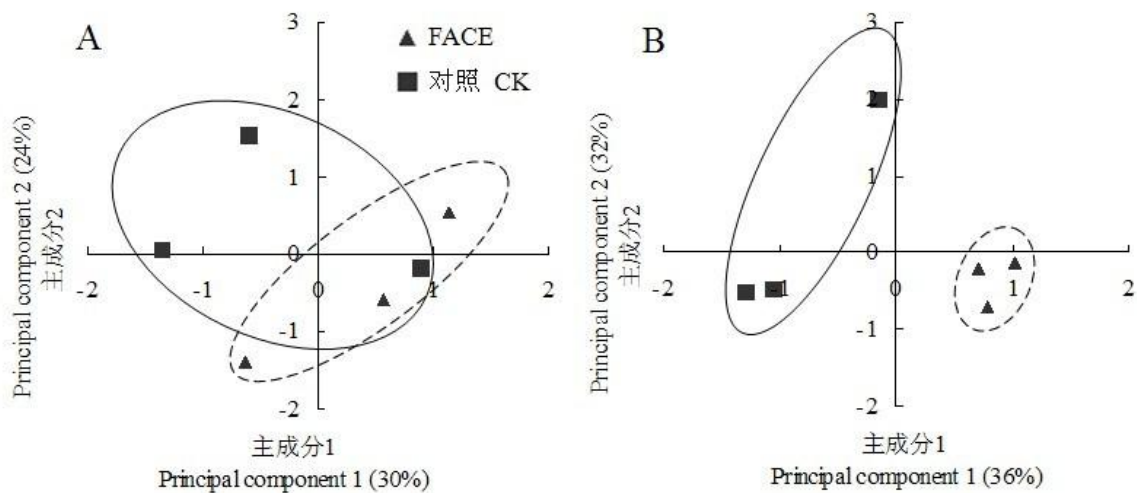 A
FACE
对照 CK
3
2
1
0
-1
-2
-2
-1
0
1
2
Principal component 2 (24%)
主成分2
主成分1
Principal component 1 (30%)
B
3
2
1
0
-1
-2
-2
-1
0
1
2
Principal component 2 (32%)
主成分2
主成分1
Principal component 1 (36%)